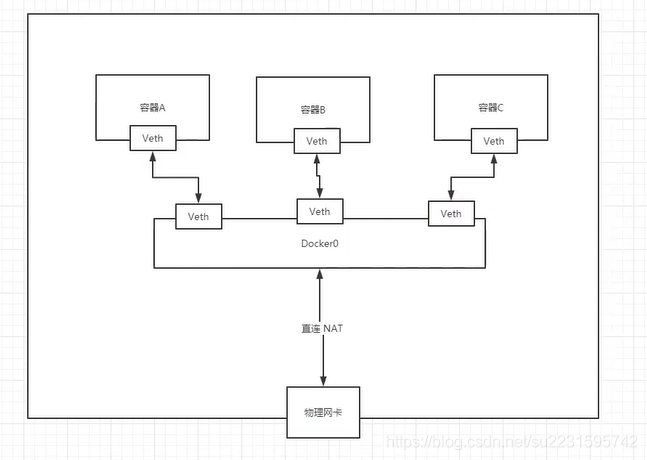 容器A
容器B
容器C
Veth
Veth
Veth
Veth
Veth
Veth
Docker0
直连 NAT
物理网卡
https://blog.csdn.net/su2231595742